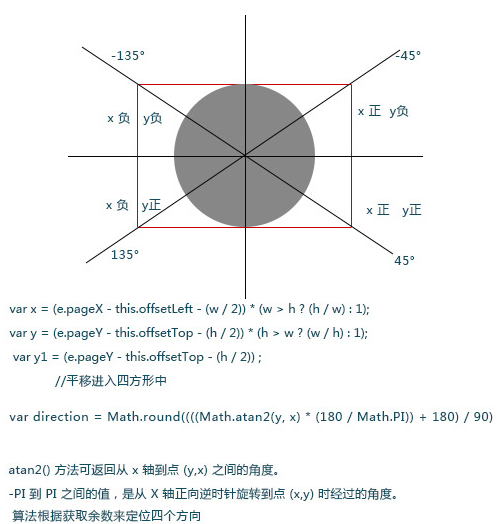 -135°
-45°
x 负 y负
x 正 y负
x 负 y正
x 正 y正
135°
45°
var x = (e.pageX - this.offsetLeft - (w / 2)) * (w > h ? (h / w) : 1);
var y = (e.pageY - this.offsetTop - (h / 2)) * (h > w ? (w / h) : 1);
var y1 = (e.pageY - this.offsetTop - (h / 2)) ;
//平移进入四方形中
var direction = Math.round((((Math.atan2(y, x) * (180 / Math.PI)) + 180) / 90)
atan2() 方法可返回从 x 轴到点 (y,x) 之间的角度。
-PI 到 PI 之间的值，是从 X 轴正向逆时针旋转到点 (x,y) 时经过的角度。
算法根据获取余数来定位四个方向